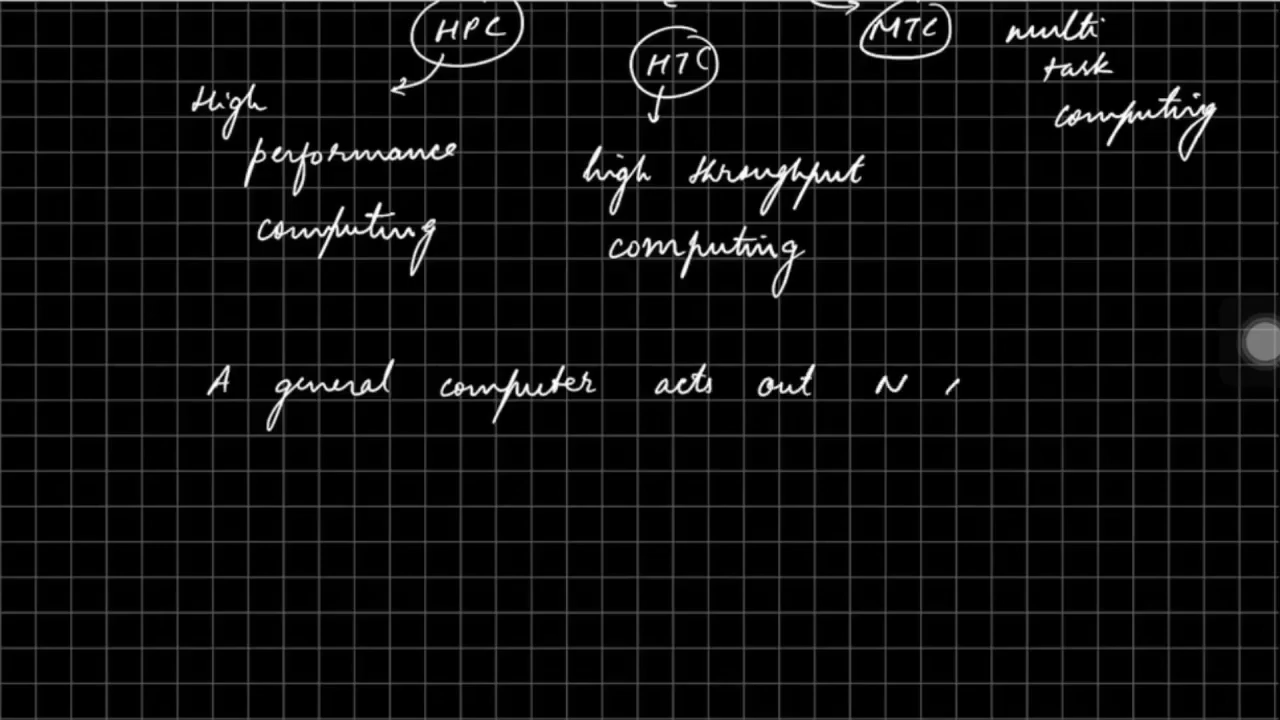 HPC
HTC
MTC
multi
task
computing
High
performance
computing
high throughput
computing
A general computer acts out N